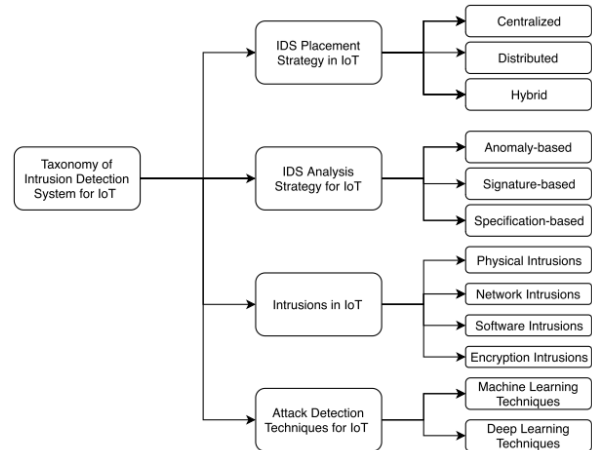 Taxonomy of
Intrusion Detection
System for IoT
IDS Placement
Strategy in IoT
Centralized
Distributed
Hybrid
IDS Analysis
Strategy for IoT
Anomaly-based
Signature-based
Specification-based
Intrusions in IoT
Physical Intrusions
Network Intrusions
Software Intrusions
Encryption Intrusions
Attack Detection
Techniques for IoT
Machine Learning
Techniques
Deep Learning
Techniques